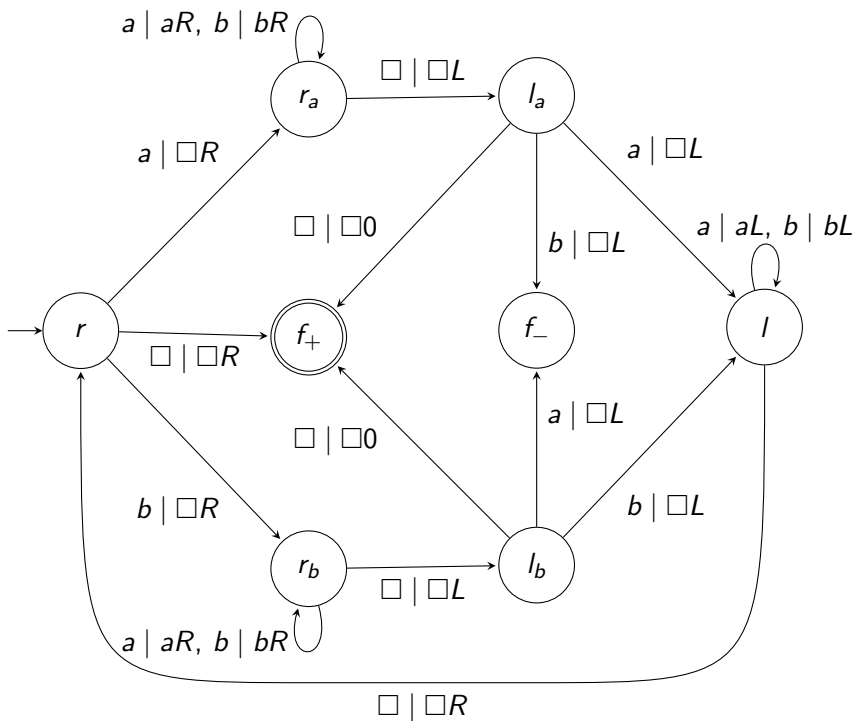 a | aR, b | bR
□ | □L
r_a
l_a
a | □R
a | □L
□ | □0
a | aL, b | bL
b | □L
r
f_+
f_−
l
□ | □R
a | □L
□ | □0
b | □R
b | □L
r_b
l_b
□ | □L
a | aR, b | bR
□ | □R